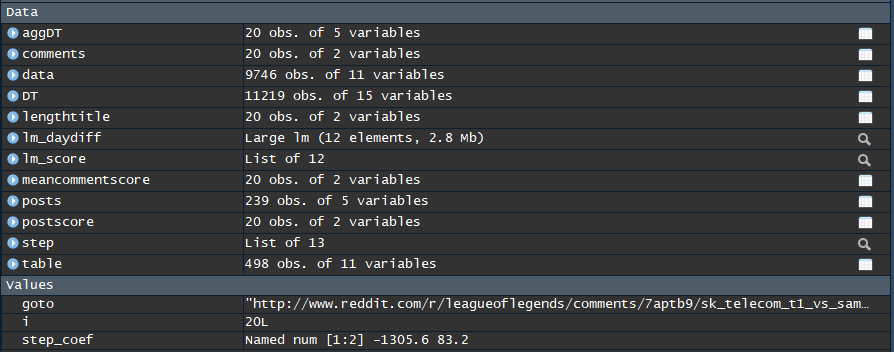 Data
aggDT 20 obs. of 5 variables
comments 20 obs. of 2 variables
data 9746 obs. of 11 variables
DT 11219 obs. of 15 variables
lengthtitle 20 obs. of 2 variables
lm_daydiff Large lm (12 elements, 2.8 Mb)
lm_score List of 12
meancommentscore 20 obs. of 2 variables
posts 239 obs. of 5 variables
postscore 20 obs. of 2 variables
step List of 13
table 498 obs. of 11 variables
Values
goto "http://www.reddit.com/r/leagueoflegends/comments/7aptb9/sk_telecom_t1_vs_sam…
i 20L
step_coef Named num [1:2] -1305.6 83.2